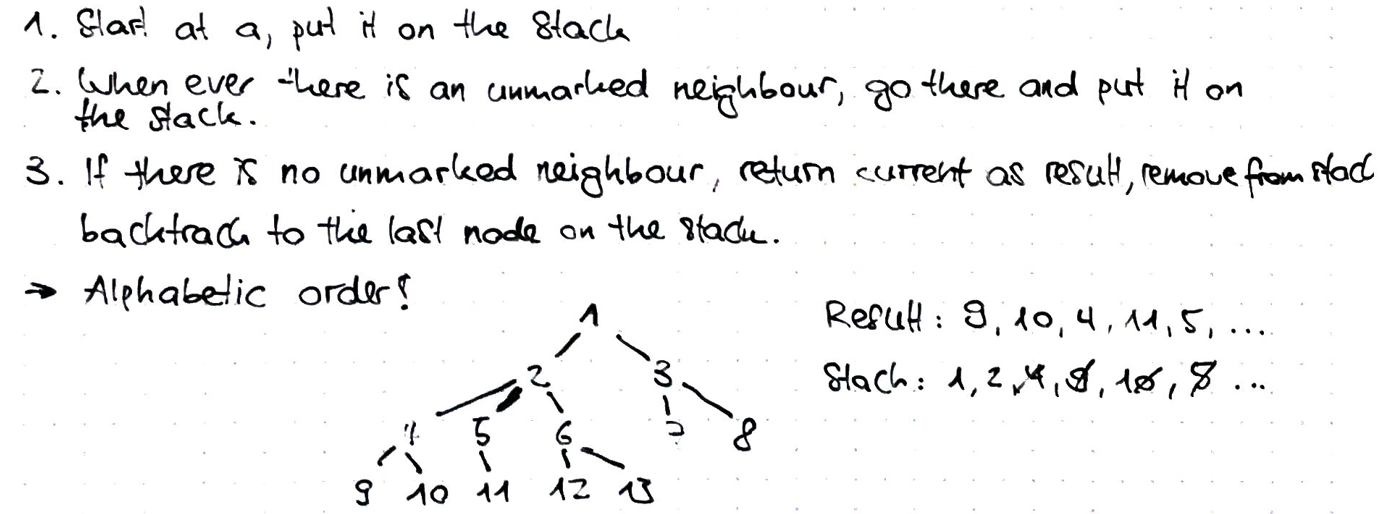 1. Start at a, put it on the Stack
2. When ever there is an unmarked neighbour, go there and put it on
the stack.
3. If there is no unmarked neighbour, return current as result, remove from stack
backtrack to the last node on the stack.
→ Alphabetic order!
1
Result: 9, 10, 4, 11, 5, ....
2 3
Stack: 1, 2, 4, 9, 10, 5 ...
4 5 6 7 8
9 10 11 12 13